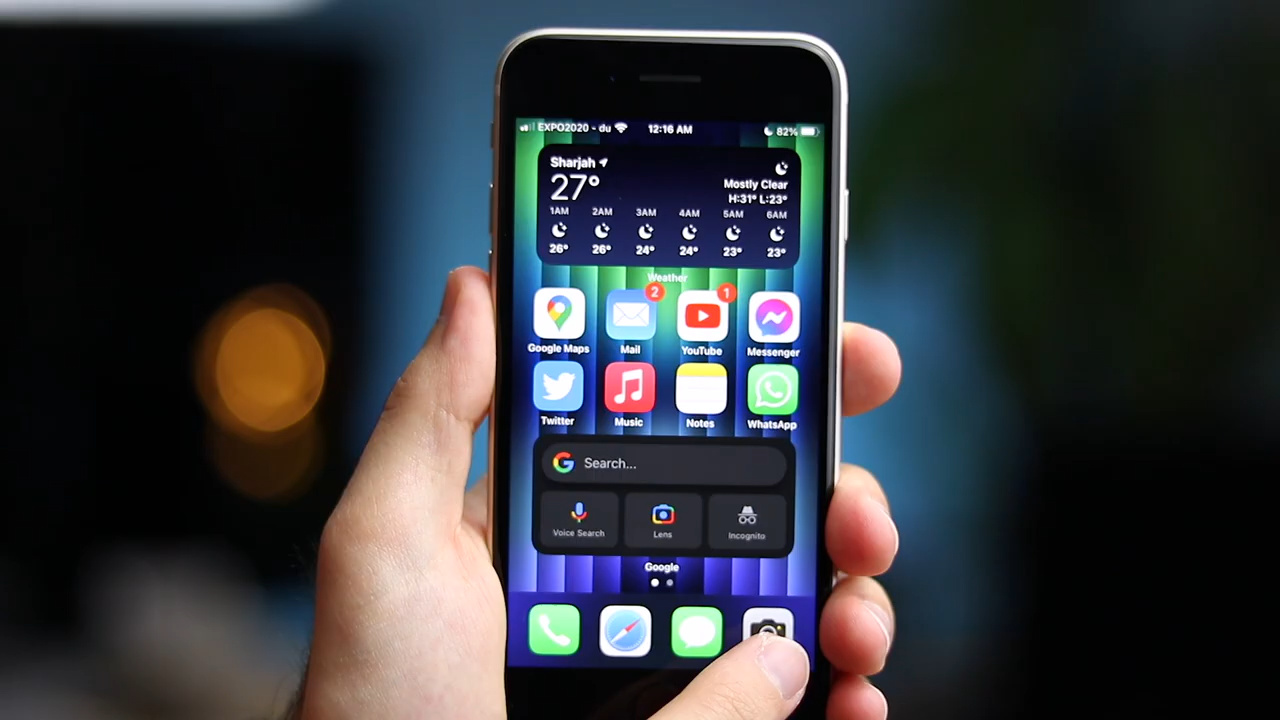 EXPO2020 - du 12:16 AM 82%
Sharjah
27°
Mostly Clear
H:31° L:23°
1AM 2AM 3AM 4AM 5AM 6AM
26° 26° 24° 24° 23° 23°
Weather
2 1
Google Maps Mail YouTube Messenger
Twitter Music Notes WhatsApp
G Search...
Voice Search Lens Incognito
Google